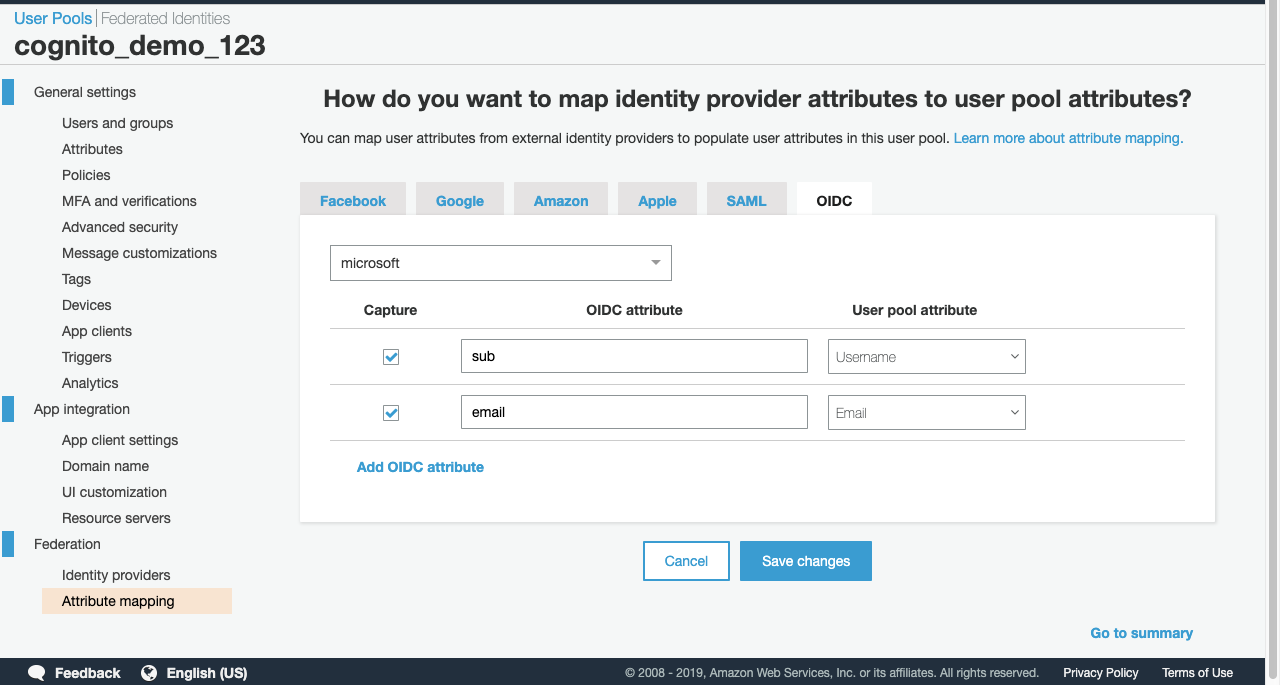 User Pools | Federated Identities
cognito_demo_123
General settings
Users and groups
Attributes
Policies
MFA and verifications
Advanced security
Message customizations
Tags
Devices
App clients
Triggers
Analytics
App integration
App client settings
Domain name
UI customization
Resource servers
Federation
Identity providers
Attribute mapping
How do you want to map identity provider attributes to user pool attributes?
You can map user attributes from external identity providers to populate user attributes in this user pool. Learn more about attribute mapping.
Facebook Google Amazon Apple SAML OIDC
microsoft
Capture OIDC attribute User pool attribute
sub Username
email Email
Add OIDC attribute
Cancel Save changes
Go to summary
Feedback English (US) © 2008 - 2019, Amazon Web Services, Inc. or its affiliates. All rights reserved. Privacy Policy Terms of Use